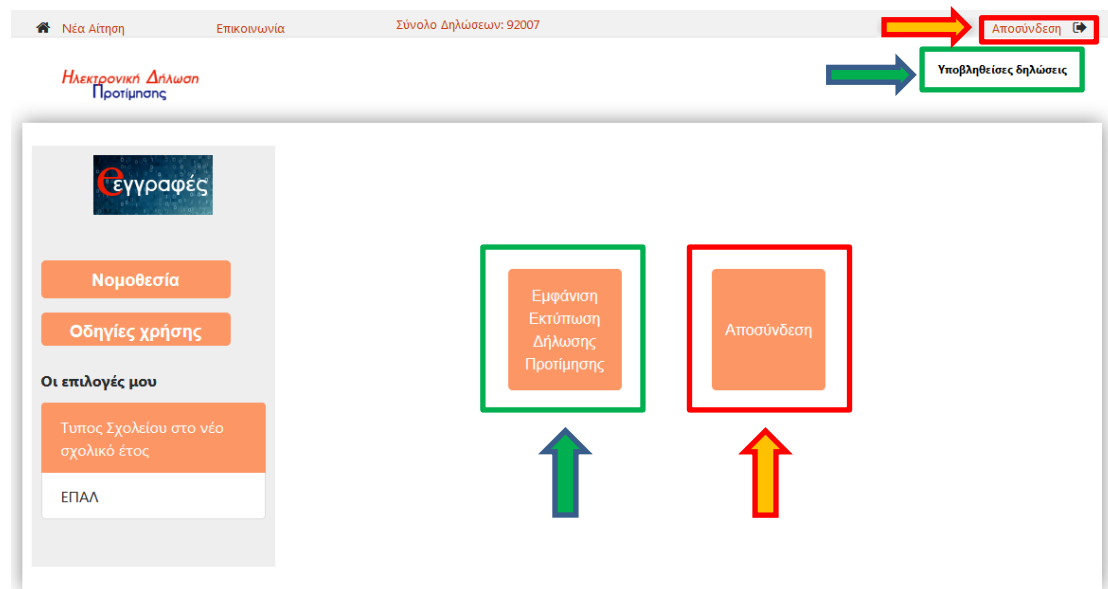 Νέα Αίτηση Επικοινωνία Σύνολο Δηλώσεων: 92007 Αποσύνδεση
Υποβληθείσες δηλώσεις
Ηλεκτρονική Δήλωση
Προτίμησης
eεγγραφές
Νομοθεσία
Οδηγίες χρήσης
Οι επιλογές μου
Τυπος Σχολείου στο νέο
σχολικό έτος
ΕΠΑΛ
Εμφάνιση
Εκτύπωση
Δήλωσης
Προτίμησης
Αποσύνδεση